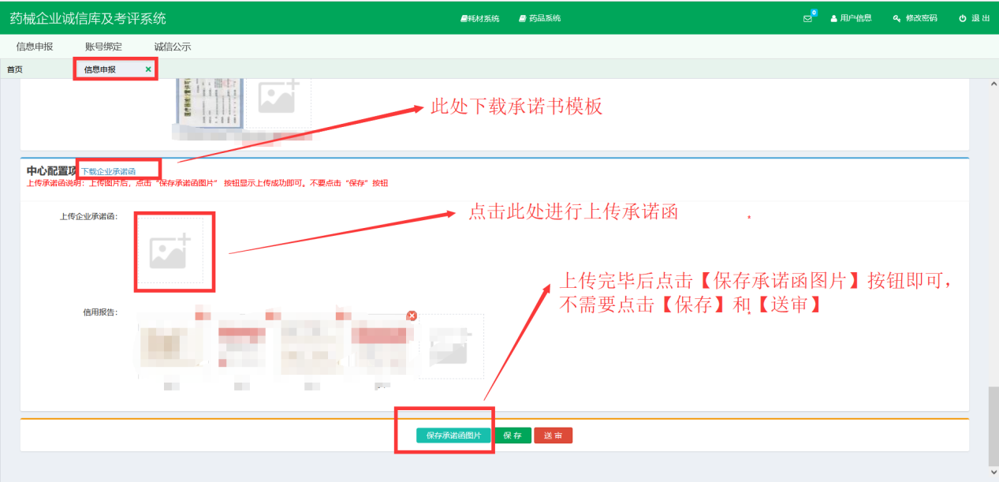 药械企业诚信库及考评系统
耗材系统
药品系统
0
用户信息
修改密码
退 出
信息申报
账号绑定
诚信公示
首页
信息申报
此处下载承诺书模板
中心配置项
下载企业承诺函
上传承诺函说明：上传图片后，点击“保存承诺函图片” 按钮显示上传成功即可。不要点击“保存”按钮
上传企业承诺函：
点击此处进行上传承诺函
上传完毕后点击【保存承诺函图片】按钮即可，
不需要点击【保存】和【送审】
信用报告：
保存承诺函图片
保 存
送 审